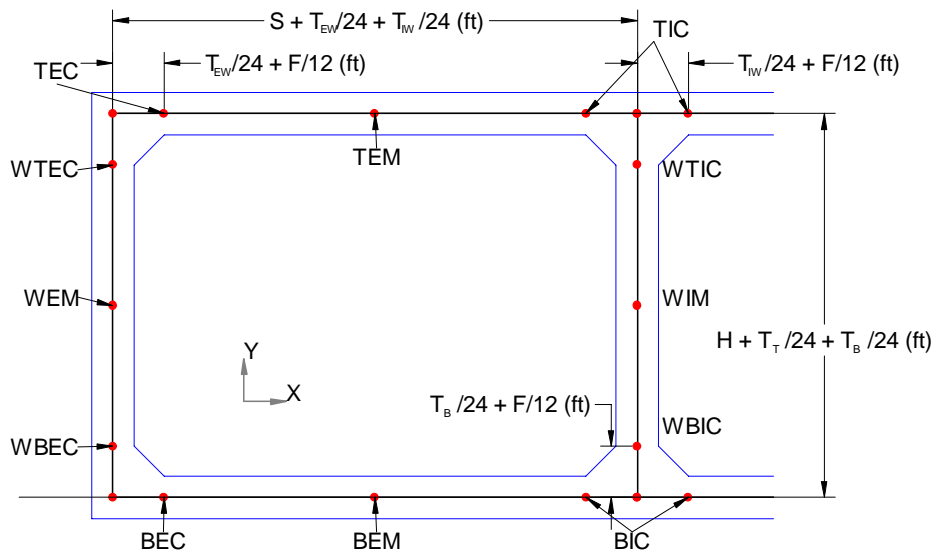 S + T_EW/24 + T_IW/24 (ft)
TIC
TEC
T_EW/24 + F/12 (ft)
T_IW/24 + F/12 (ft)
TEM
WTEC
WTIC
WEM
WIM
H + T_T/24 + T_B/24 (ft)
Y
X
T_B/24 + F/12 (ft)
WBEC
WBIC
BEC
BEM
BIC